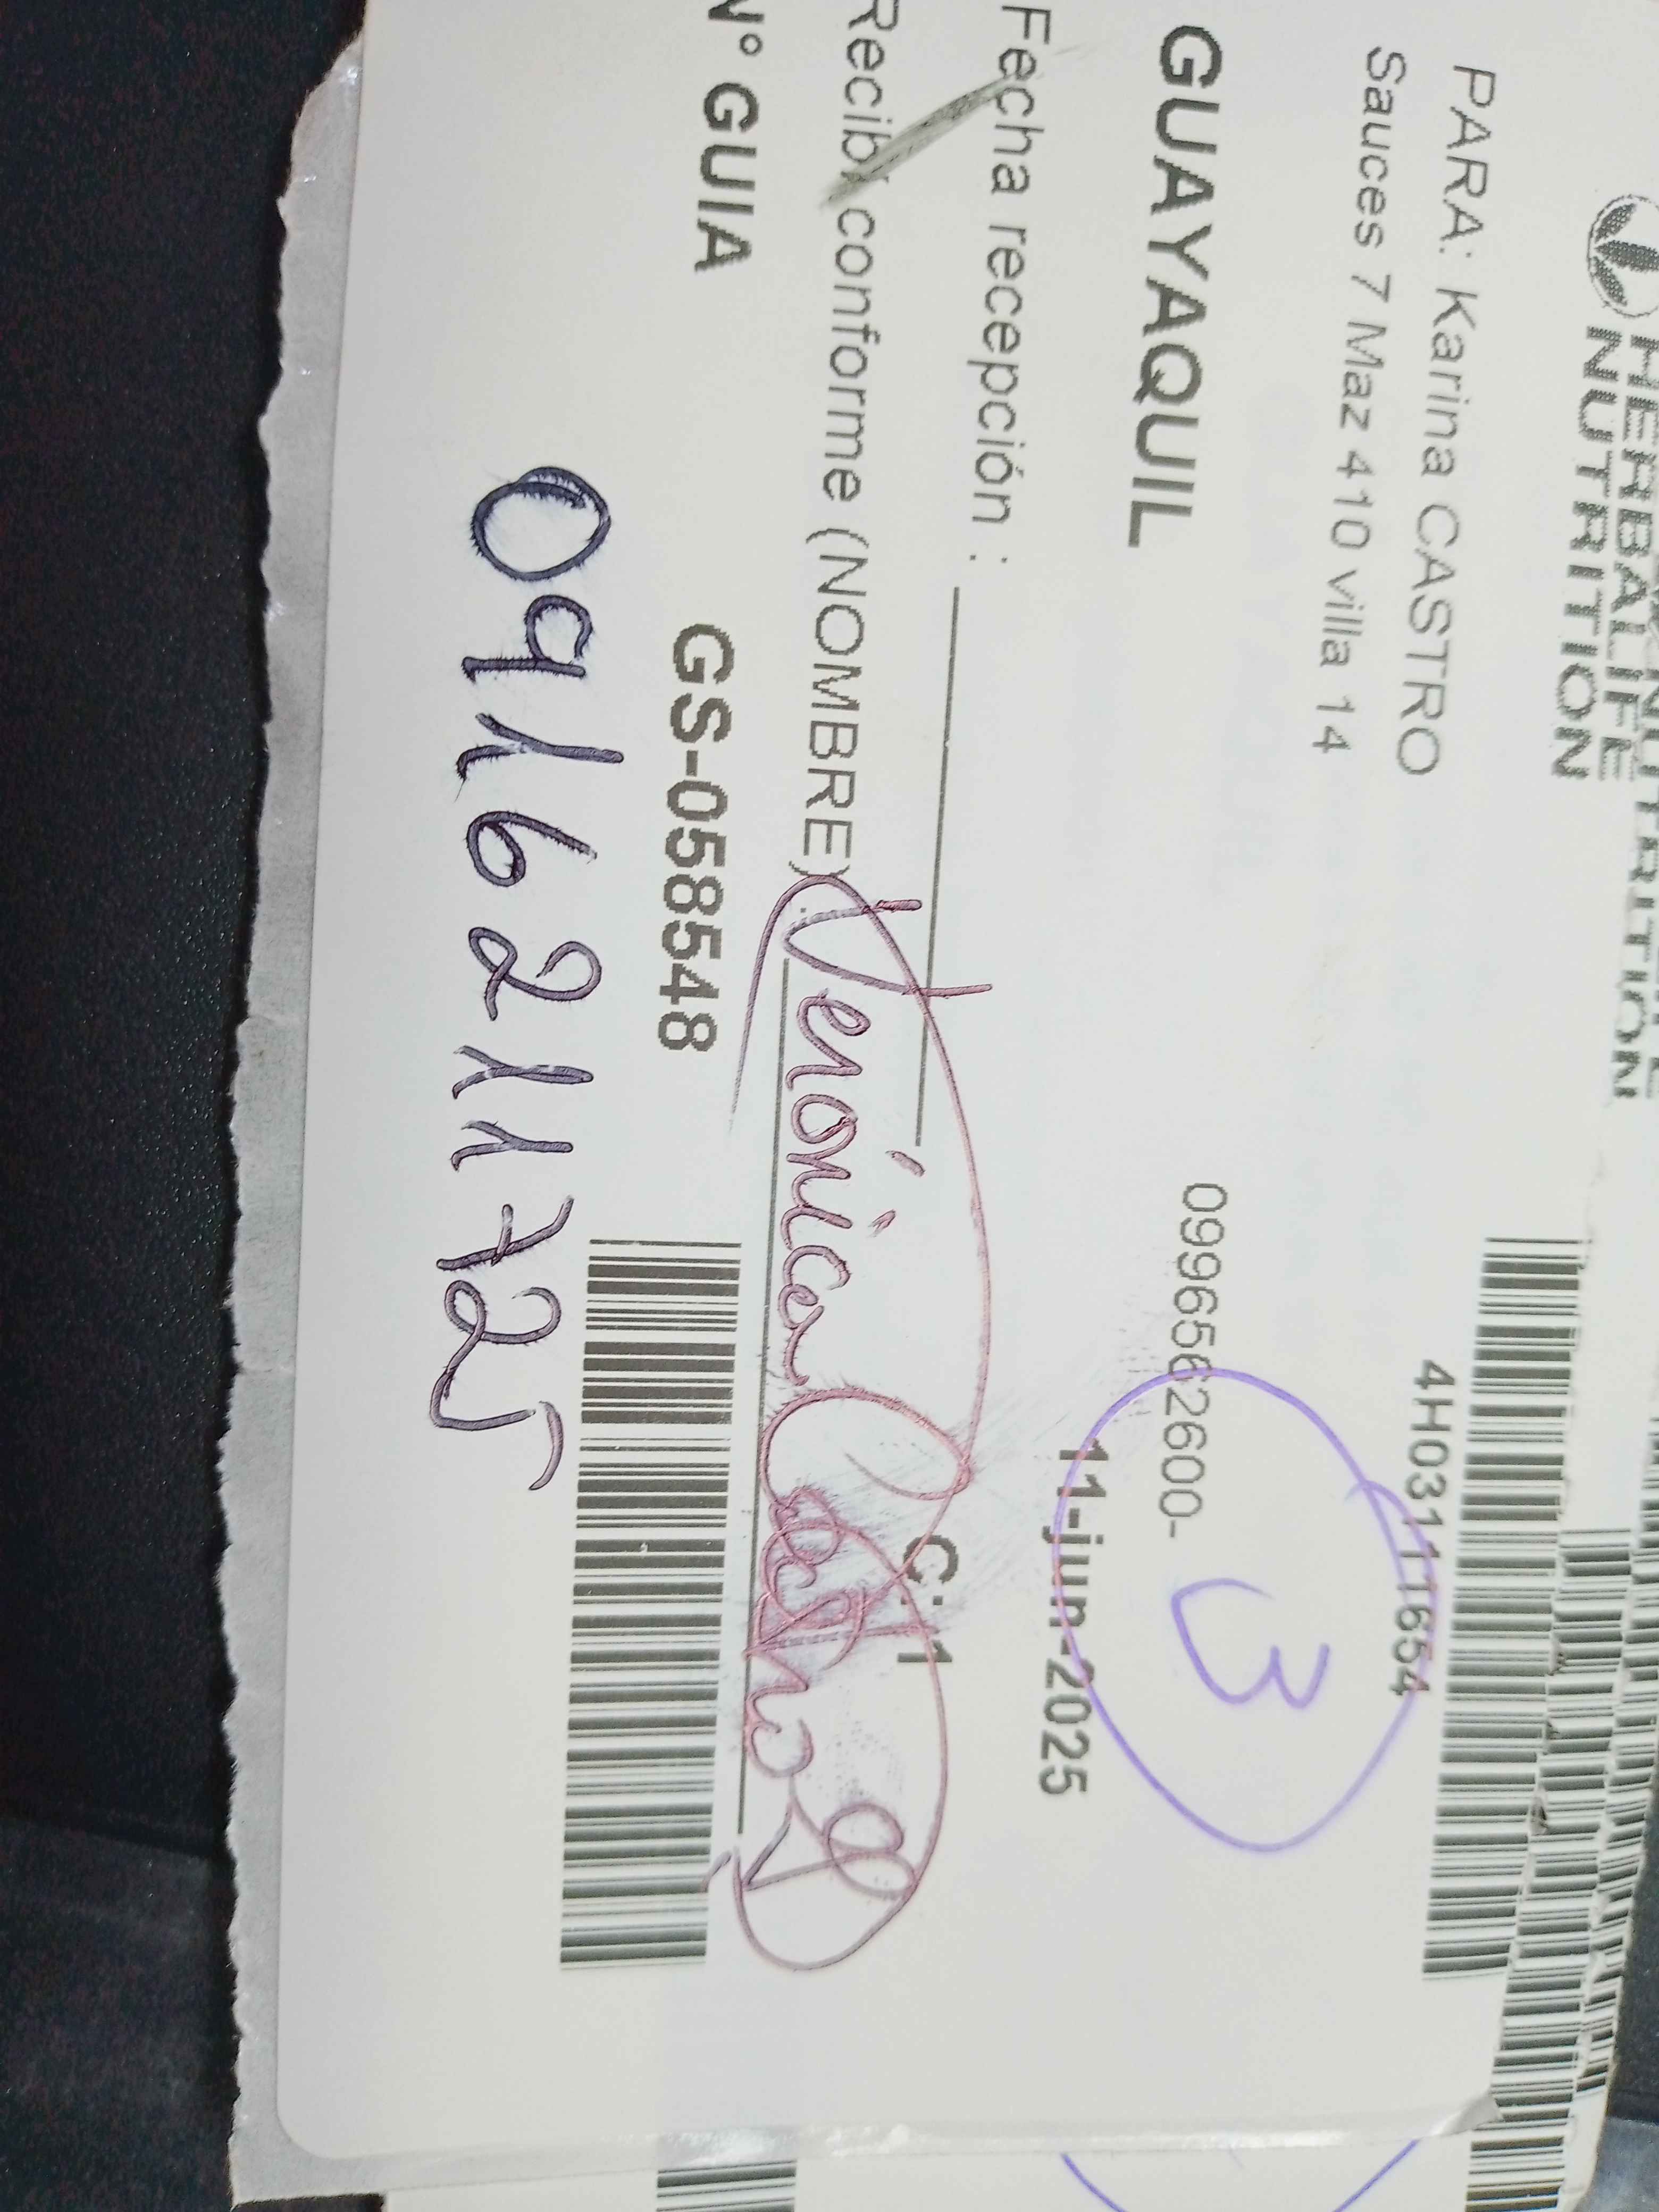 HERBALIFE
NUTRITION
NUTRITION
4H03111654
PARA: Karina CASTRO
Sauces 7 Maz 410 villa 14
0996562600-
3
GUAYAQUIL
11-jun-2025
Fecha recepción :
C: 1
Recibí conforme (NOMBRE): Verónica Castro
N° GUIA
GS-058548
0916211725